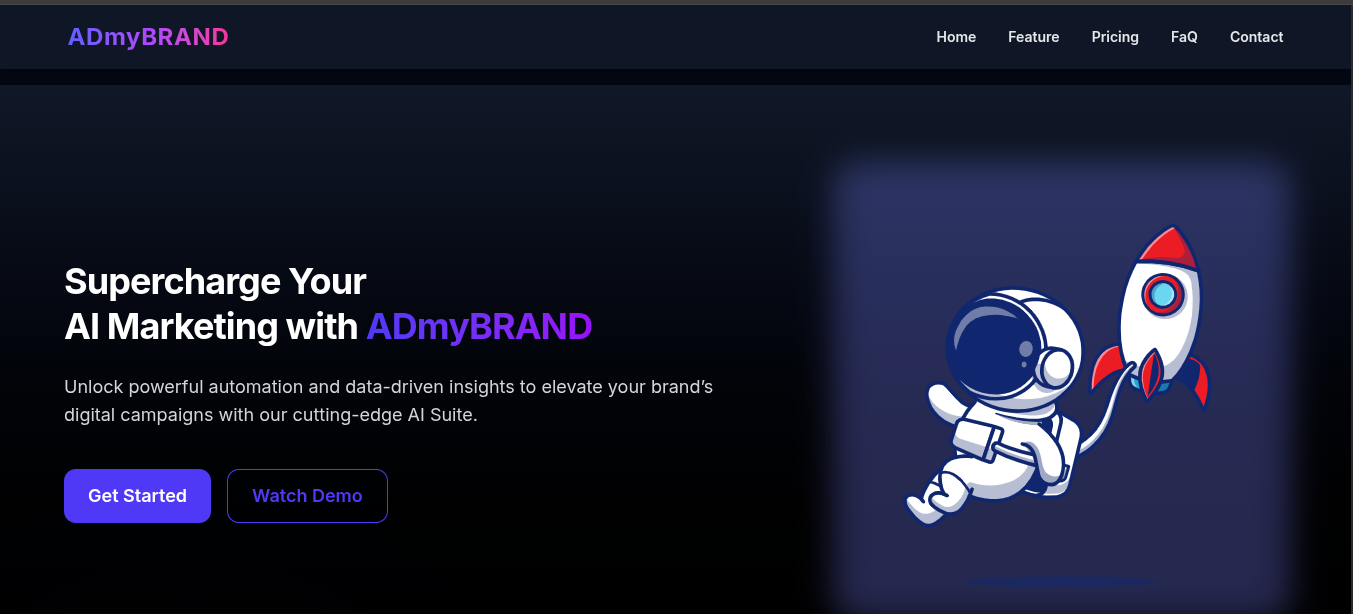 ADmyBRAND
Home Feature Pricing FaQ Contact
Supercharge Your
AI Marketing with ADmyBRAND
Unlock powerful automation and data-driven insights to elevate your brand’s
digital campaigns with our cutting-edge AI Suite.
Get Started Watch Demo